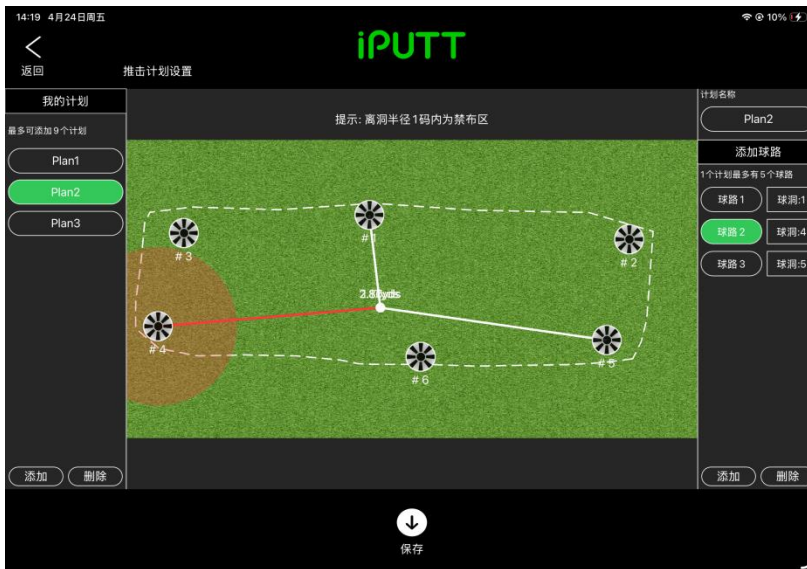 14:19 4月24日周五
10%
iPUTT
返回
推击计划设置
我的计划
最多可添加9个计划
Plan1
Plan2
Plan3
添加
删除
提示: 离洞半径1码内为禁布区
#3
#1
#2
#4
#5
#6
计划名称
Plan2
添加球路
1个计划最多有5个球路
球路1 球洞:1
球路2 球洞:4
球路3 球洞:5
添加
删除
保存